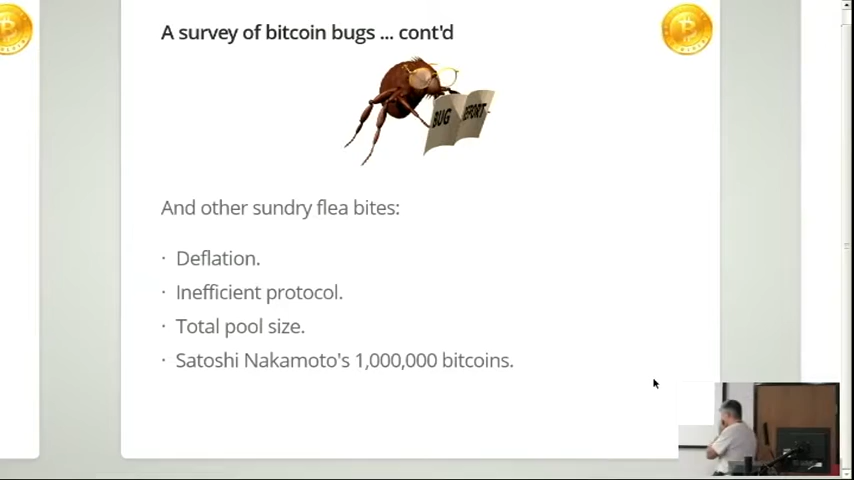 A survey of bitcoin bugs ... cont'd
BUG REPORT
And other sundry flea bites:
· Deflation.
· Inefficient protocol.
· Total pool size.
· Satoshi Nakamoto's 1,000,000 bitcoins.